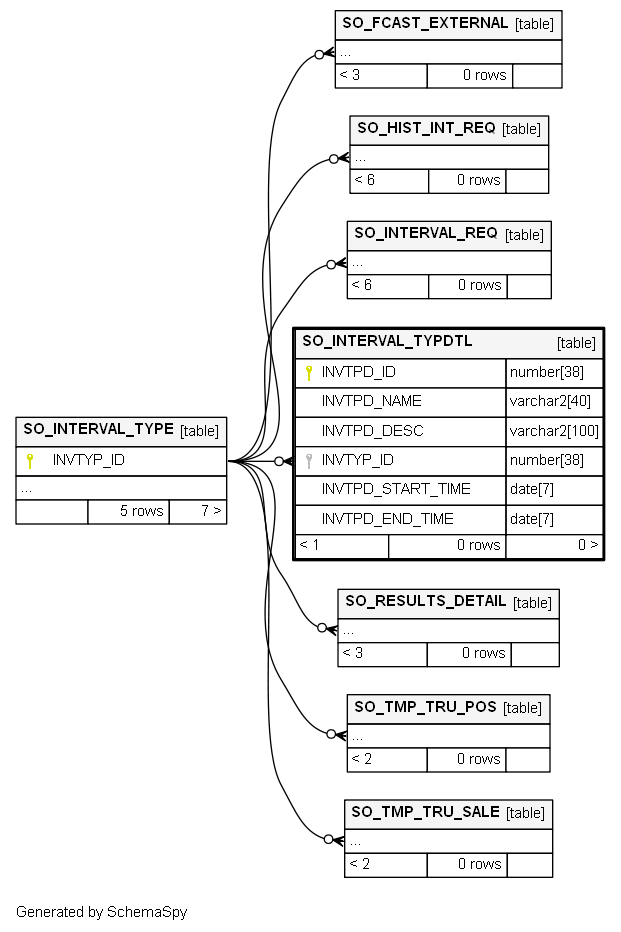 SO_FCAST_EXTERNAL [table]
...
< 3 0 rows
SO_HIST_INT_REQ [table]
...
< 6 0 rows
SO_INTERVAL_REQ [table]
...
< 6 0 rows
SO_INTERVAL_TYPDTL [table]
INVTPD_ID number[38]
INVTPD_NAME varchar2[40]
INVTPD_DESC varchar2[100]
INVTYP_ID number[38]
INVTPD_START_TIME date[7]
INVTPD_END_TIME date[7]
< 1 0 rows 0 >
SO_INTERVAL_TYPE [table]
INVTYP_ID
...
5 rows 7 >
SO_RESULTS_DETAIL [table]
...
< 3 0 rows
SO_TMP_TRU_POS [table]
...
< 2 0 rows
SO_TMP_TRU_SALE [table]
...
< 2 0 rows
Generated by SchemaSpy